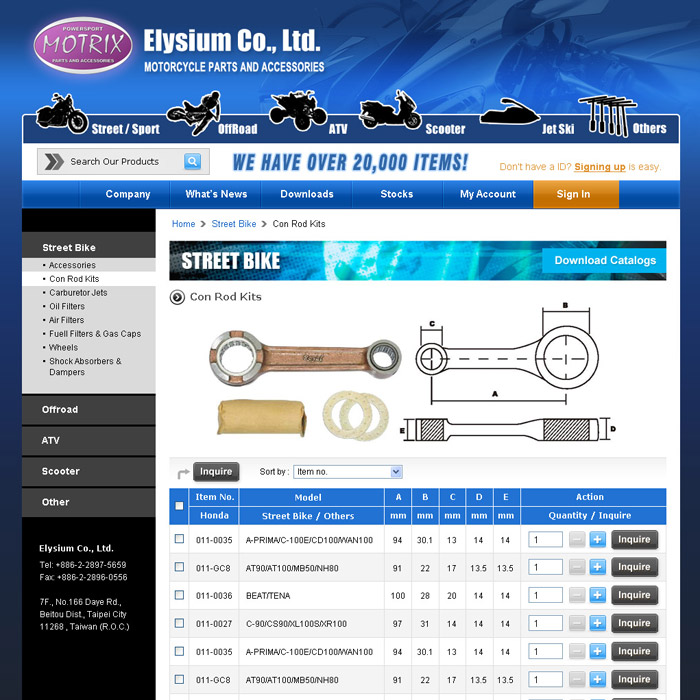 POWERSPORT
MOTRIX
PARTS AND ACCESSORIES
Elysium Co., Ltd.
MOTORCYCLE PARTS AND ACCESSORIES
Street / Sport OffRoad ATV Scooter Jet Ski Others
Search Our Products
WE HAVE OVER 20,000 ITEMS!
Don't have a ID? Signing up is easy.
Company What's News Downloads Stocks My Account Sign In
Home Street Bike Con Rod Kits
STREET BIKE
Download Catalogs
Street Bike
• Accessories
• Con Rod Kits
• Carburetor Jets
• Oil Filters
• Air Filters
• Fuell Filters & Gas Caps
• Wheels
• Shock Absorbers &
Dampers
Offroad
ATV
Scooter
Other
Elysium Co., Ltd.
Tel: +886-2-2897-5659
Fax: +886-2-2896-0556
7F., No.166 Daye Rd.,
Beitou Dist., Taipei City
11268 , Taiwan (R.O.C.)
Con Rod Kits
B
C
A
E
D
Inquire Sort by : Item no.
Item No. Model A B C D E Action
Honda Street Bike / Others mm mm mm mm mm Quantity / Inquire
011-0035 A-PRIMA/C-100E/CD100/WAN100 94 30.1 13 14 14 1 Inquire
011-GC8 AT90/AT100/MB50/NH80 91 22 17 13.5 13.5 1 Inquire
011-0036 BEAT/TENA 100 28 20 14 14 1 Inquire
011-0027 C-90/CS90/XL100S/XR100 97 31 14 14 14 1 Inquire
011-0035 A-PRIMA/C-100E/CD100/WAN100 94 30.1 13 14 14 1 Inquire
011-GC8 AT90/AT100/MB50/NH80 91 22 17 13.5 13.5 1 Inquire